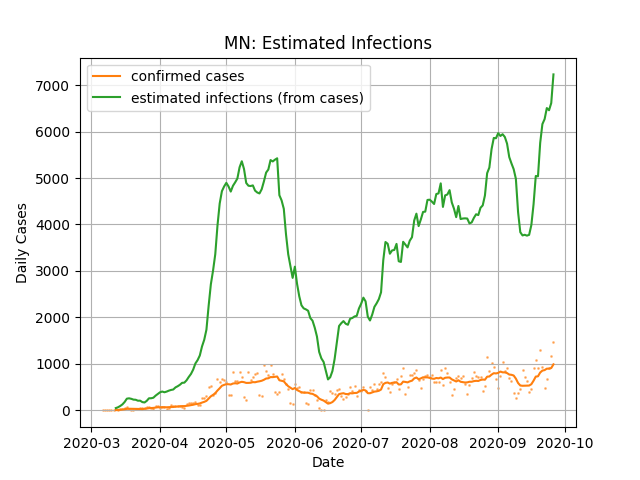 MN: Estimated Infections
confirmed cases
estimated infections (from cases)
Daily Cases
7000
6000
5000
4000
3000
2000
1000
0
2020-03 2020-04 2020-05 2020-06 2020-07 2020-08 2020-09 2020-10
Date